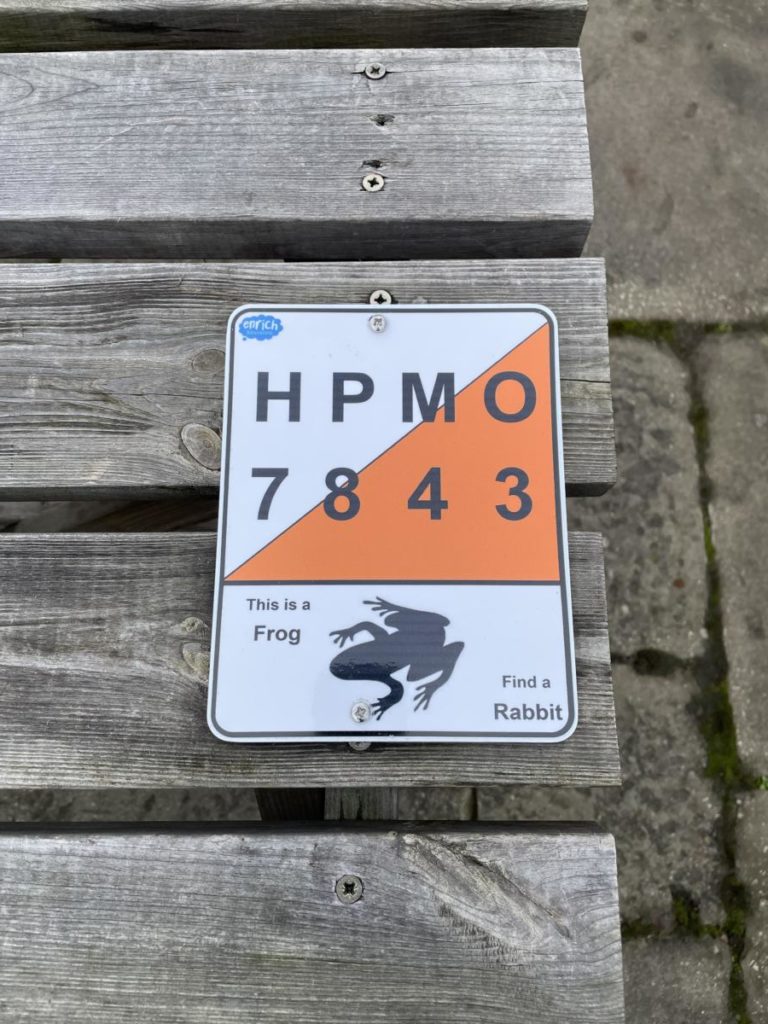 enrich
H P M O
7 8 4 3
This is a
Frog
Find a
Rabbit